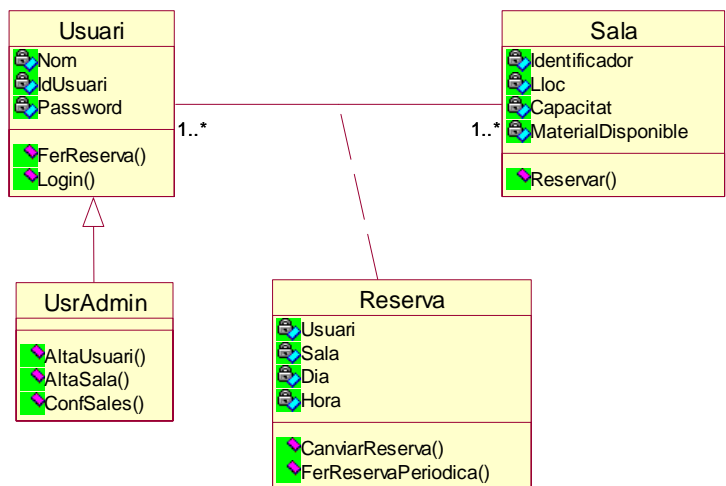 Usuari
Nom
IdUsuari
Password
FerReserva()
Login()
1..*
1..*
Sala
Identificador
Lloc
Capacitat
MaterialDisponible
Reservar()
UsrAdmin
AltaUsuari()
AltaSala()
ConfSales()
Reserva
Usuari
Sala
Dia
Hora
CanviarReserva()
FerReservaPeriodica()